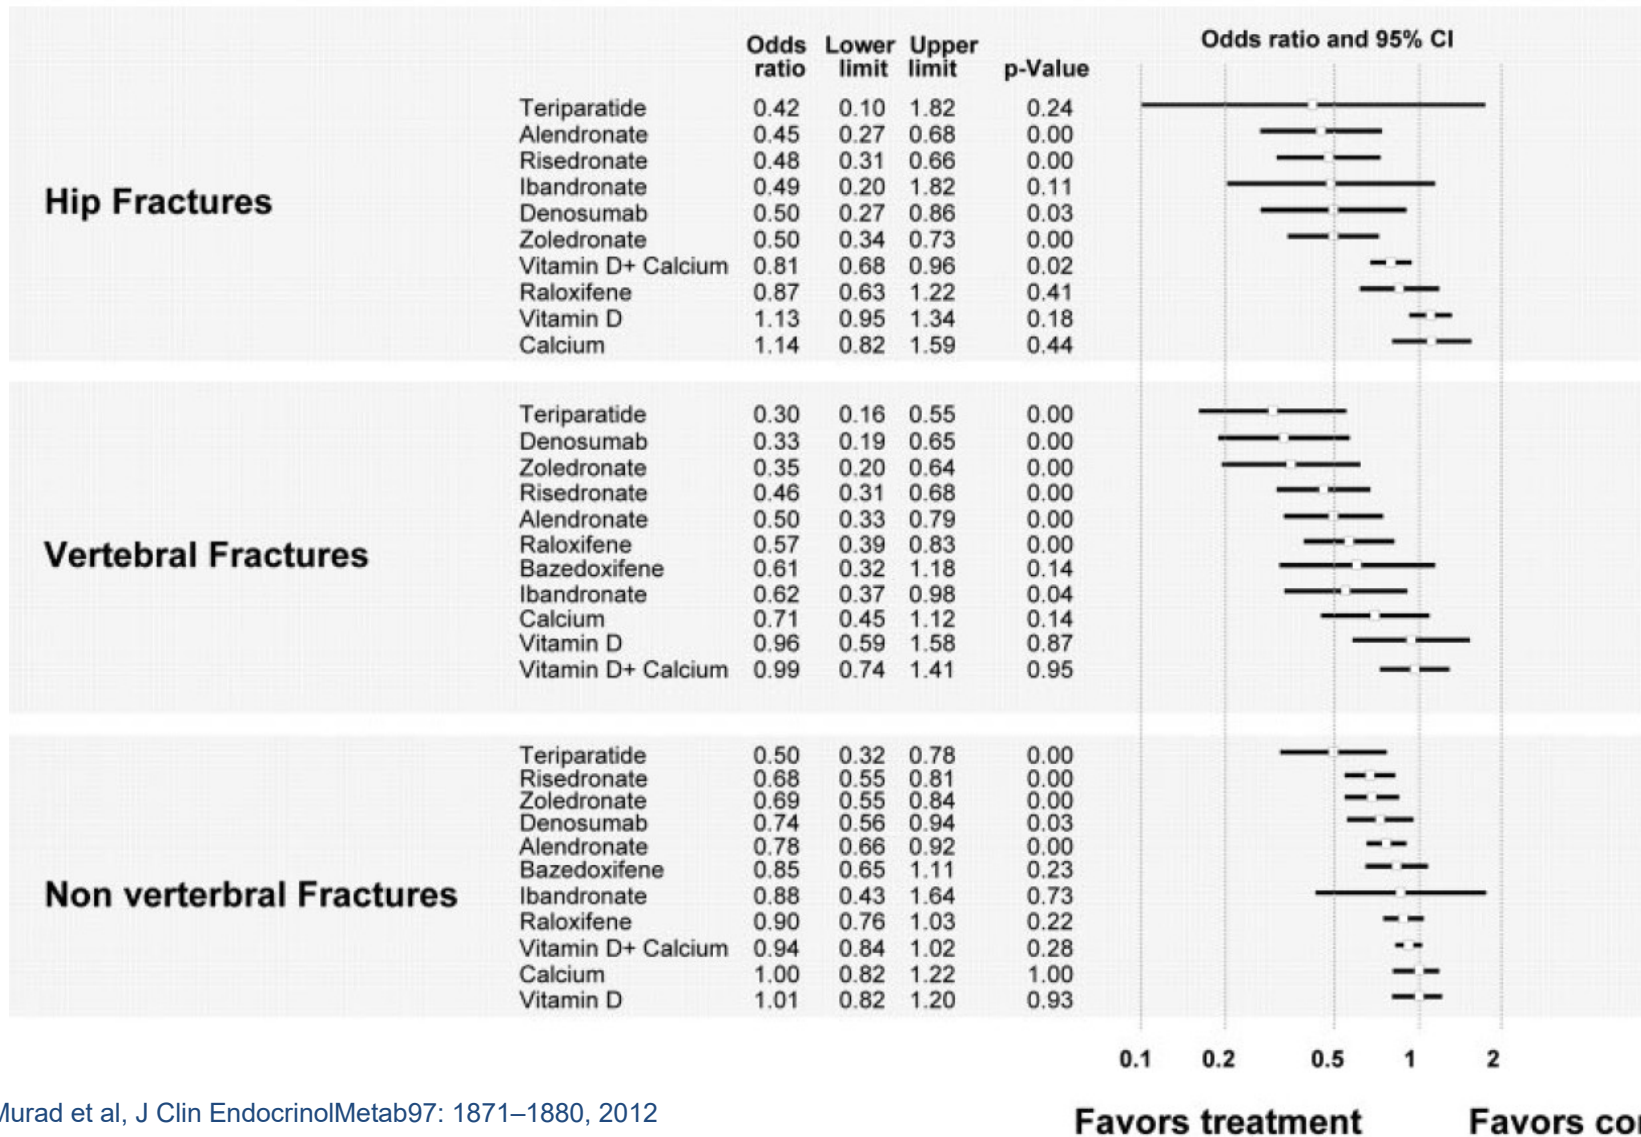 Odds ratio and 95% CI
Odds Lower Upper
ratio limit limit p-Value
Hip Fractures
Teriparatide 0.42 0.10 1.82 0.24
Alendronate 0.45 0.27 0.68 0.00
Risedronate 0.48 0.31 0.66 0.00
Ibandronate 0.49 0.20 1.82 0.11
Denosumab 0.50 0.27 0.86 0.03
Zoledronate 0.50 0.34 0.73 0.00
Vitamin D+ Calcium 0.81 0.68 0.96 0.02
Raloxifene 0.87 0.63 1.22 0.41
Vitamin D 1.13 0.95 1.34 0.18
Calcium 1.14 0.82 1.59 0.44
Vertebral Fractures
Teriparatide 0.30 0.16 0.55 0.00
Denosumab 0.33 0.19 0.65 0.00
Zoledronate 0.35 0.20 0.64 0.00
Risedronate 0.46 0.31 0.68 0.00
Alendronate 0.50 0.33 0.79 0.00
Raloxifene 0.57 0.39 0.83 0.00
Bazedoxifene 0.61 0.32 1.18 0.14
Ibandronate 0.62 0.37 0.98 0.04
Calcium 0.71 0.45 1.12 0.14
Vitamin D 0.96 0.59 1.58 0.87
Vitamin D+ Calcium 0.99 0.74 1.41 0.95
Non verterbral Fractures
Teriparatide 0.50 0.32 0.78 0.00
Risedronate 0.68 0.55 0.81 0.00
Zoledronate 0.69 0.55 0.84 0.00
Denosumab 0.74 0.56 0.94 0.03
Alendronate 0.78 0.66 0.92 0.00
Bazedoxifene 0.85 0.65 1.11 0.23
Ibandronate 0.88 0.43 1.64 0.73
Raloxifene 0.90 0.76 1.03 0.22
Vitamin D+ Calcium 0.94 0.84 1.02 0.28
Calcium 1.00 0.82 1.22 1.00
Vitamin D 1.01 0.82 1.20 0.93
0.1 0.2 0.5 1 2
Murad et al, J Clin EndocrinolMetab97: 1871–1880, 2012
Favors treatment Favors